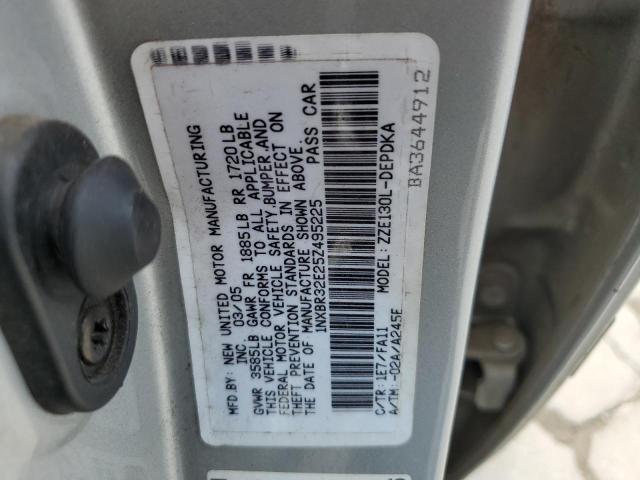 MFD.BY: NEW UNITED MOTOR MANUFACTURING
INC 03/05
GVWR 3585LB GAWR FR 1885LB RR 1720LB
THIS VEHICLE CONFORMS TO ALL APPLICABLE
FEDERAL MOTOR VEHICLE SAFETY,BUMPER,AND
THEFT PREVENTION STANDARDS IN EFFECT ON
THE DATE OF MANUFACTURE SHOWN ABOVE.
1NXBR32E25Z495225 PASS CAR
C/TR: 1E7/FA11 MODEL: ZZE130L-DEPDKA
A/TM: -02A/A245E
BA3644912